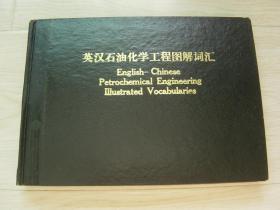 英汉石油化学工程图解词汇
English- Chinese
Petrochemical Engineering
Illustrated Vocabularies